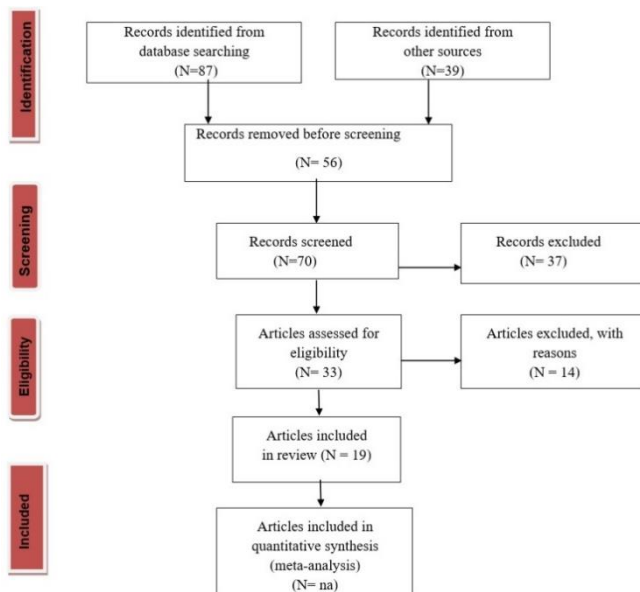 Identification
Records identified from
database searching
(N=87)
Records identified from
other sources
(N=39)
Records removed before screening
(N= 56)
Screening
Records screened
(N=70)
Records excluded
(N= 37)
Eligibility
Articles assessed for
eligibility
(N= 33)
Articles excluded, with
reasons
(N = 14)
Articles included
in review (N = 19)
Included
Articles included in
quantitative synthesis
(meta-analysis)
(N= na)